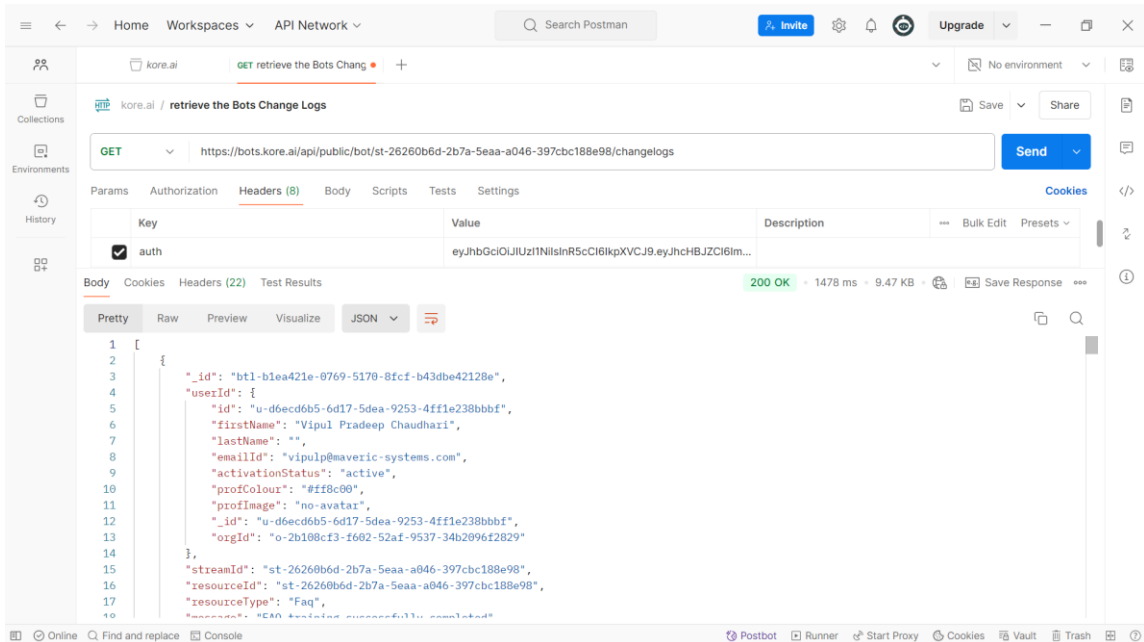 Home Workspaces API Network Search Postman Invite Upgrade
kore.ai GET retrieve the Bots Chang No environment
HTTP kore.ai / retrieve the Bots Change Logs Save Share
Collections
GET https://bots.kore.ai/api/public/bot/st-26260b6d-2b7a-5eaa-a046-397cbc188e98/changelogs Send
Environments
Params Authorization Headers (8) Body Scripts Tests Settings Cookies
History
Key Value Description Bulk Edit Presets
auth eyJhbGciOiJIUzI1NiIsInR5cCI6IkpXVCJ9.eyJhcHBJZCI6Im...
Body Cookies Headers (22) Test Results 200 OK 1478 ms 9.47 KB Save Response
Pretty Raw Preview Visualize JSON
1 [
2 {
3 "_id": "btl-b1ea421e-0769-5170-8fcf-b43dbe42128e",
4 "userId": {
5 "id": "u-d6ecd6b5-6d17-5dea-9253-4ff1e238bbbf",
6 "firstName": "Vipul Pradeep Chaudhari",
7 "lastName": "",
8 "emailId": "vipulp@maveric-systems.com",
9 "activationStatus": "active",
10 "profColour": "#ff8c00",
11 "profImage": "no-avatar",
12 "_id": "u-d6ecd6b5-6d17-5dea-9253-4ff1e238bbbf",
13 "orgId": "o-2b108cf3-f602-52af-9537-34b2096f2829"
14 },
15 "streamId": "st-26260b6d-2b7a-5eaa-a046-397cbc188e98",
16 "resourceId": "st-26260b6d-2b7a-5eaa-a046-397cbc188e98",
17 "resourceType": "Faq",
18 "message": "FAQ training successfully completed"
Online Find and replace Console Postbot Runner Start Proxy Cookies Vault Trash